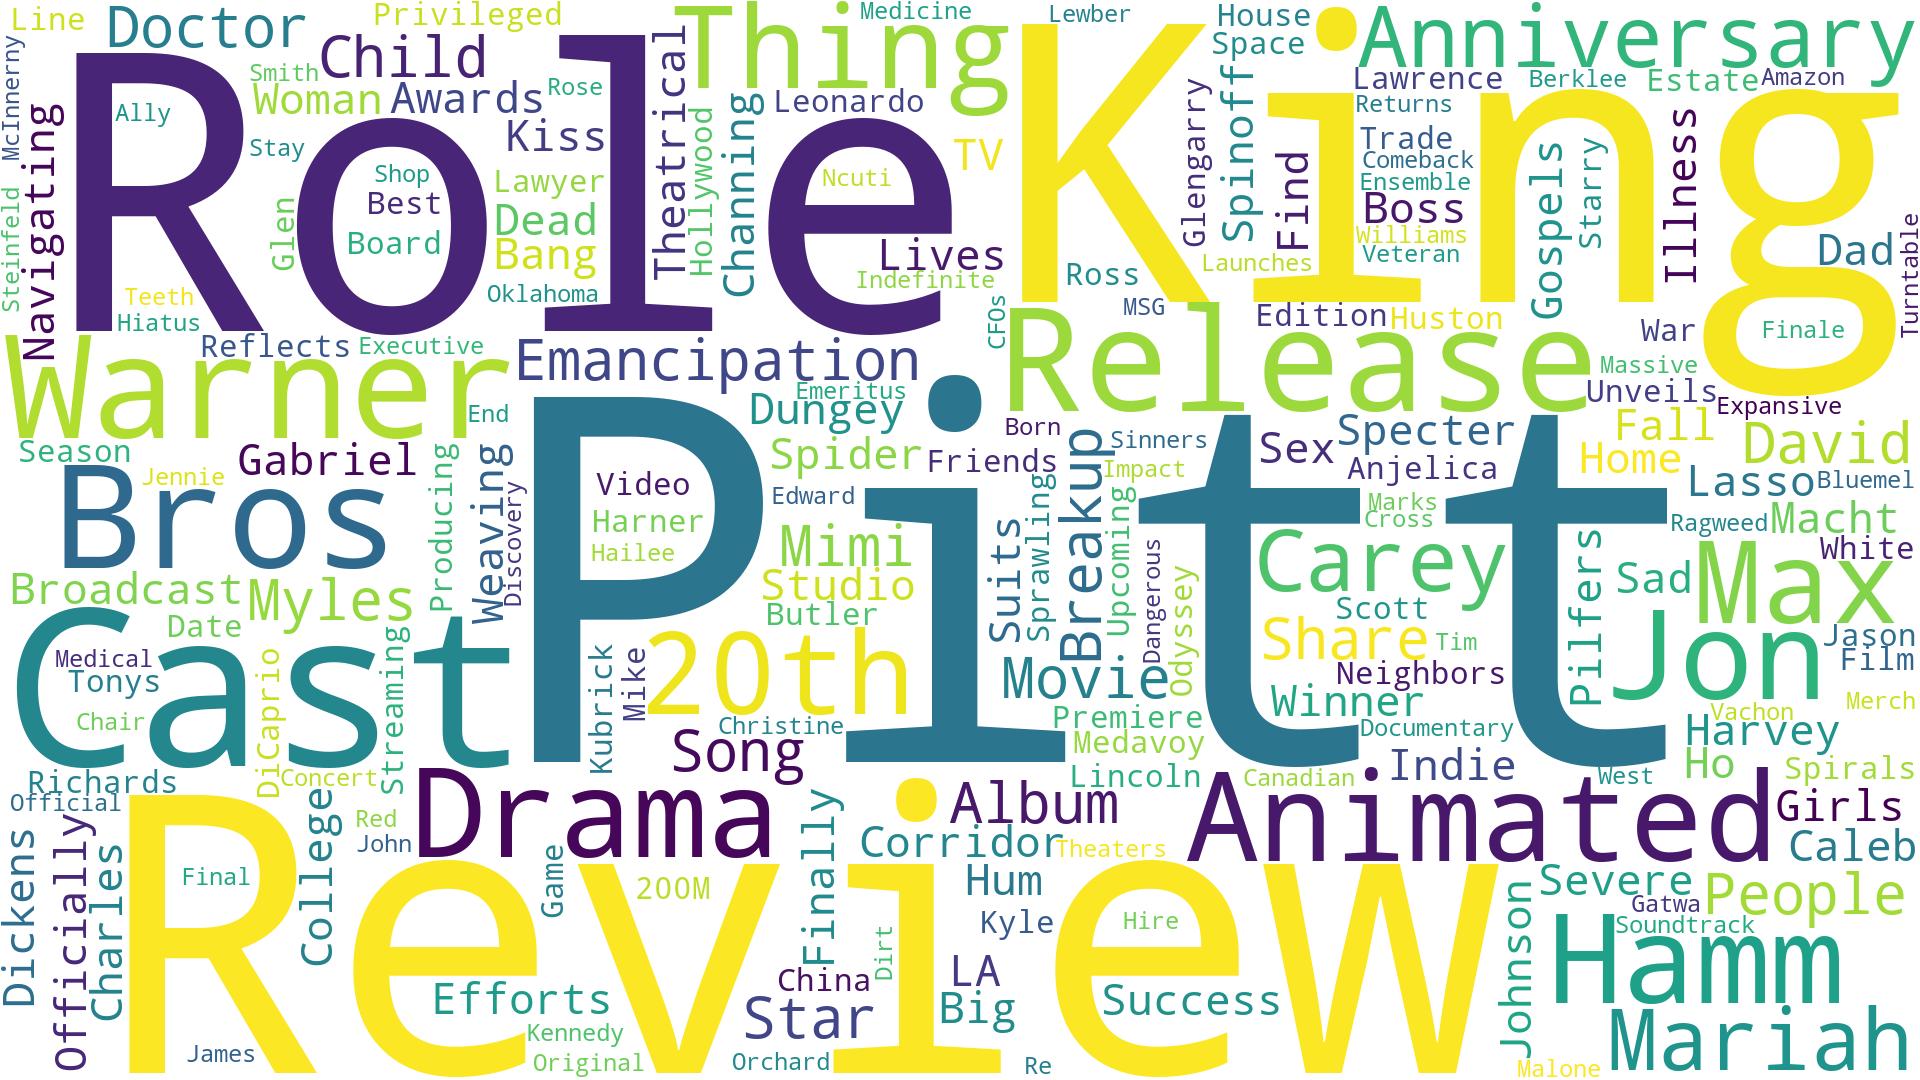 Line
Doctor
Privileged
Thing
Medicine
Lewber
House
Space
Anniversary
McInnerny
Navigating
Role
King
Smith
Child
Woman
Awards
Rose
Kiss
Ally
Stay
Theatrical
Hollywood
Channing
Leonardo
TV
Glengarry
Spinoff
Find
Lawrence
Berklee
Estate
Amazon
Returns
Trade
Comeback
Ensemble
Boss
Williams
Veteran
Gospels
Starry
Illness
Dad
Turntable
Steinfeld
Glen
Shop
Best
Board
Lawyer
Dead
Bang
Oklahoma
Ncuti
Lives
Indefinite
Ross
Launches
Teeth
Hiatus
CFOs
MSG
Edition
Huston
War
Finale
Reflects
Executive
Emancipation
Release
Massive
Unveils
Expansive
Warner
End
Emeritus
Dungey
Born
Sinners
Sex
Specter
Fall
David
Season
Bros
Jennie
Gabriel
Producing
Weaving
Discovery
Pitt
Video
Harner
Hailee
Spider
Edward
Friends
Breakup
Impact
Anjelica
Home
Lasso
Bluemel
Marks
Cross
Ragweed
Macht
White
Mimi
Studio
Butler
Suits
Sprawling
Upcoming
Dangerous
Odyssey
Carey
Pilfers
Sad
Max
Broadcast
Myles
Date
Cast
Medical
Tonys
Chair
DiCaprio
Streaming
Kubrick
Mike
20th
Movie
Scott
Share
Tim
Neighbors
Winner
Jon
Jason
Film
Merch
Vachon
Christine
Song
Premiere
Medavoy
Documentary
Harvey
Richards
Concert
Official
Drama
Lincoln
Canadian
Indie
West
Ho
Spirals
Dickens
Officially
Charles
College
Red
John
Finally
Album
Corridor
Theaters
Animated
Girls
Caleb
Final
Review
Game
200M
Hum
Kyle
Hire
Dirt
Severe
People
Gatwa
Soundtrack
Johnson
Hamm
China
LA
Efforts
Star
Big
Success
Kennedy
Original
James
Orchard
Re
Malone
Mariah